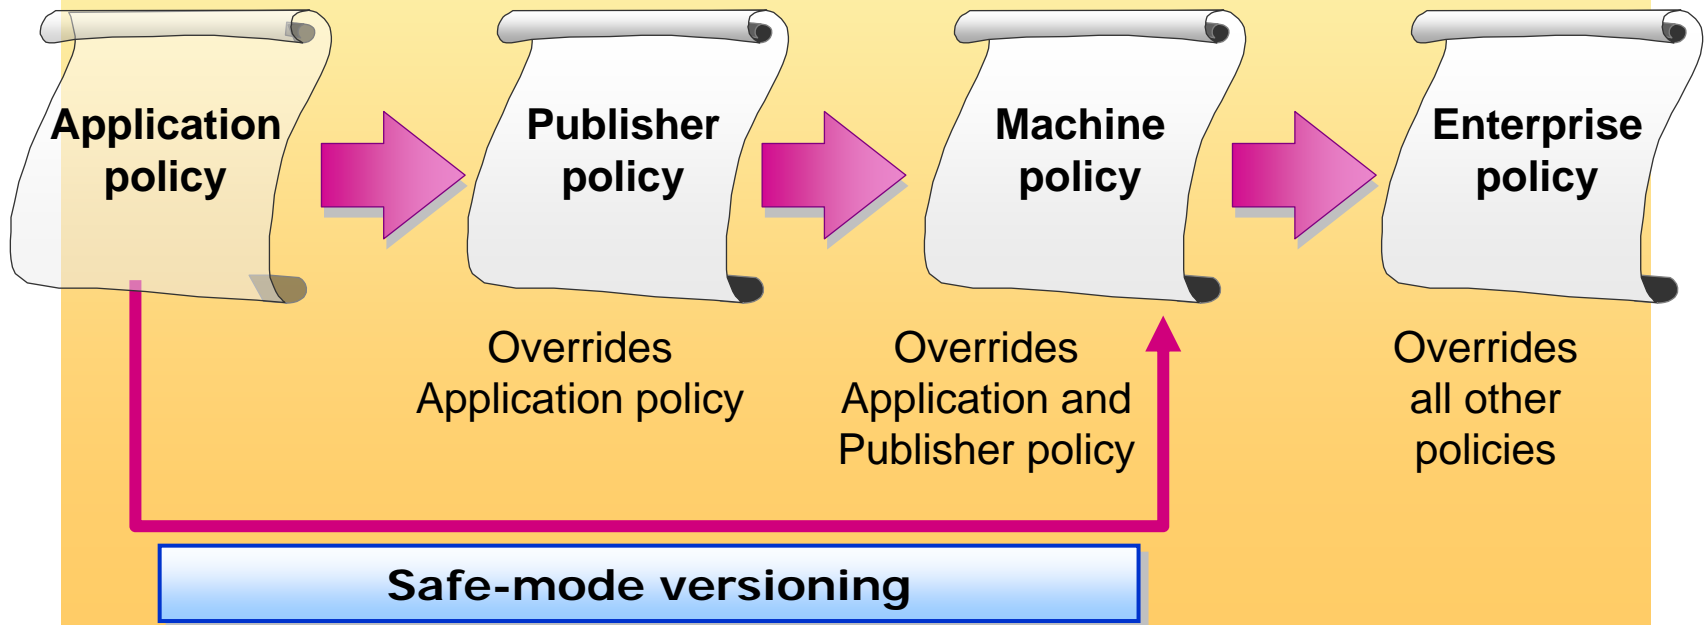 Application
policy
Publisher
policy
Machine
policy
Enterprise
policy
Overrides
Application policy
Overrides
Application and
Publisher policy
Overrides
all other
policies
Safe-mode versioning